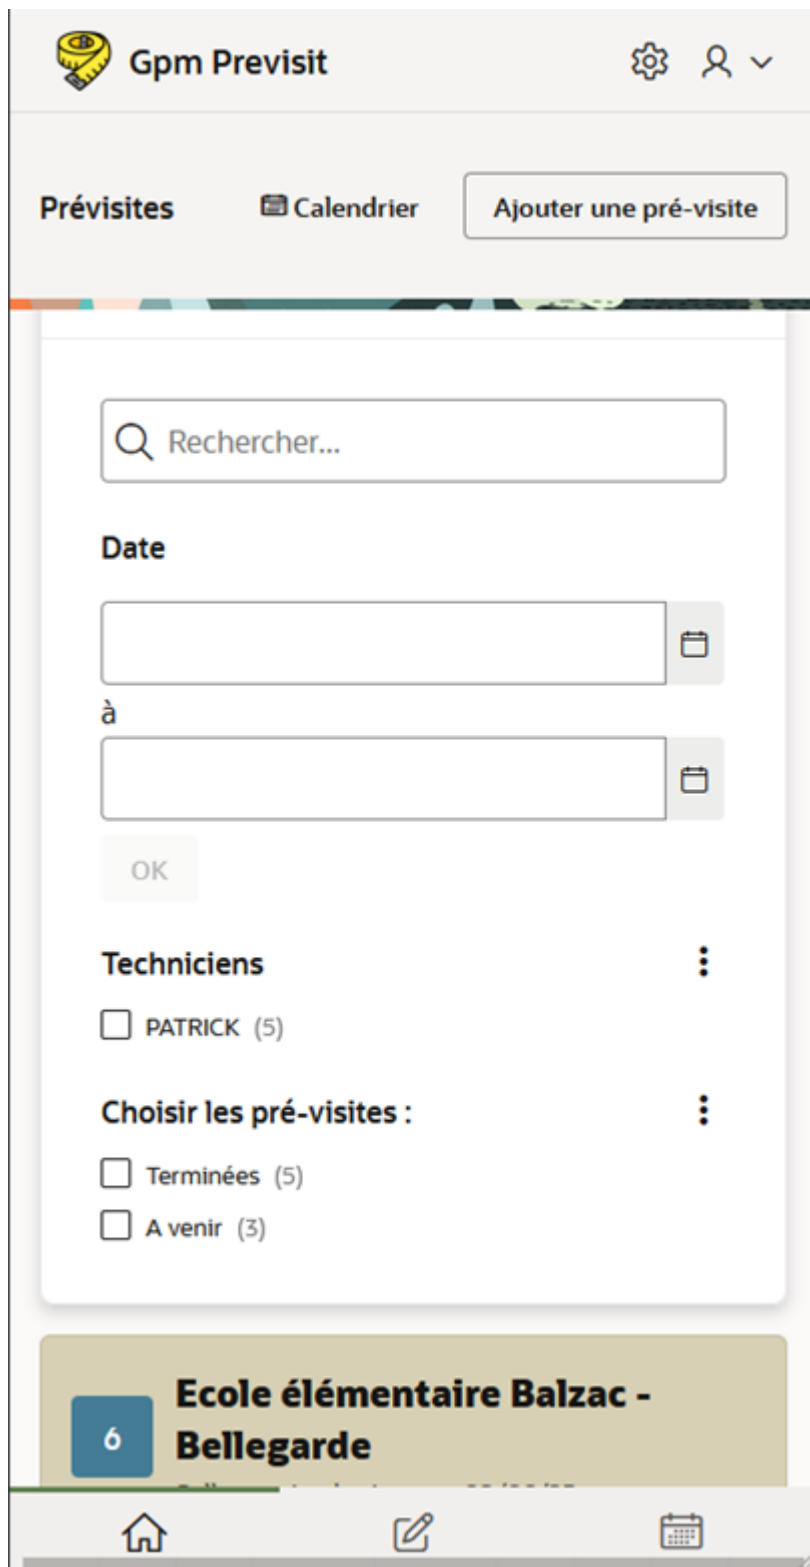 Gpm Previsit
Prévisites
Calendrier
Ajouter une pré-visite
Rechercher...
Date
à
OK
Techniciens
PATRICK (5)
Choisir les pré-visites :
Terminées (5)
A venir (3)
6
Ecole élémentaire Balzac -
Bellegarde